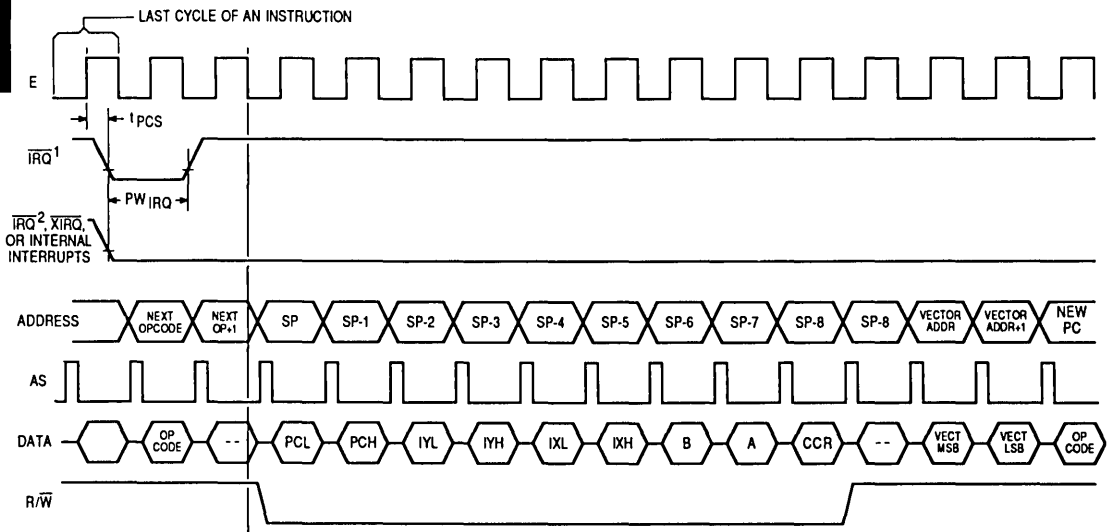 LAST CYCLE OF AN INSTRUCTION
E
tPCS
IRQ1
PWIRQ
IRQ2, XIRQ,
OR INTERNAL
INTERRUPTS
ADDRESS
NEXT
OPCODE
NEXT
OP+1
SP
SP-1
SP-2
SP-3
SP-4
SP-5
SP-6
SP-7
SP-8
SP-8
VECTOR
ADDR
VECTOR
ADDR+1
NEW
PC
AS
DATA
OP
CODE
--
PCL
PCH
IYL
IYH
IXL
IXH
B
A
CCR
--
VECT
MSB
VECT
LSB
OP
CODE
R/W